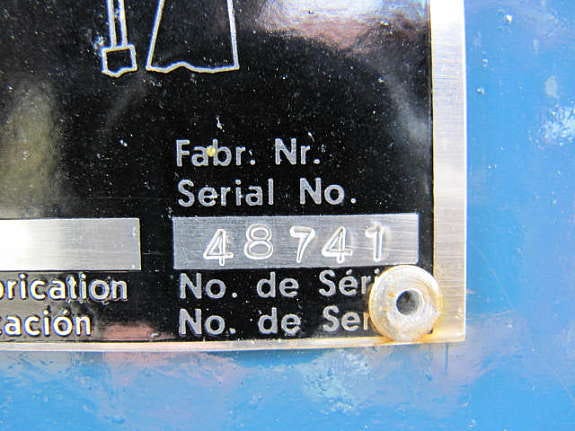 Fabr. Nr.
Serial No.
48741
No. de Séri
No. de Ser
brication
cación